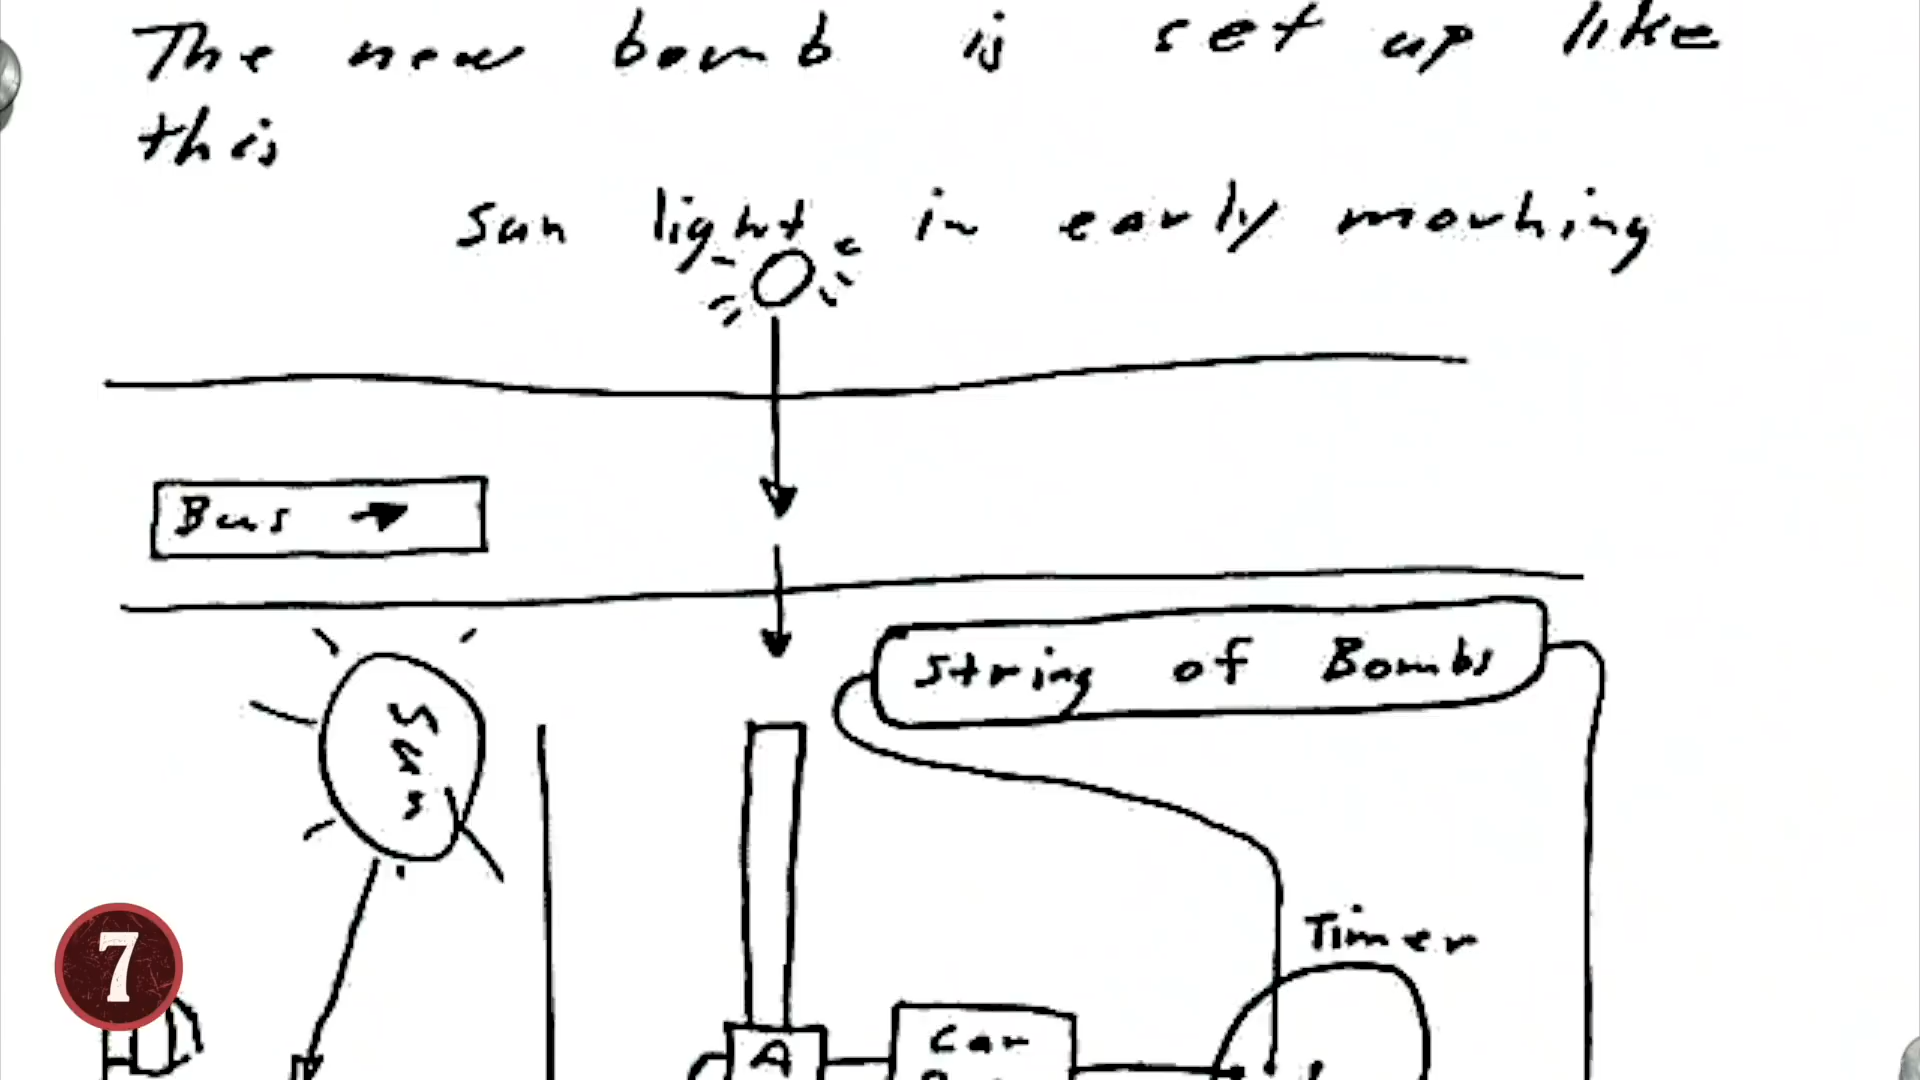 The new bomb is set up like
this
sun light in early morning
Bus
String of Bombs
Sun
Timer
7
A
Car